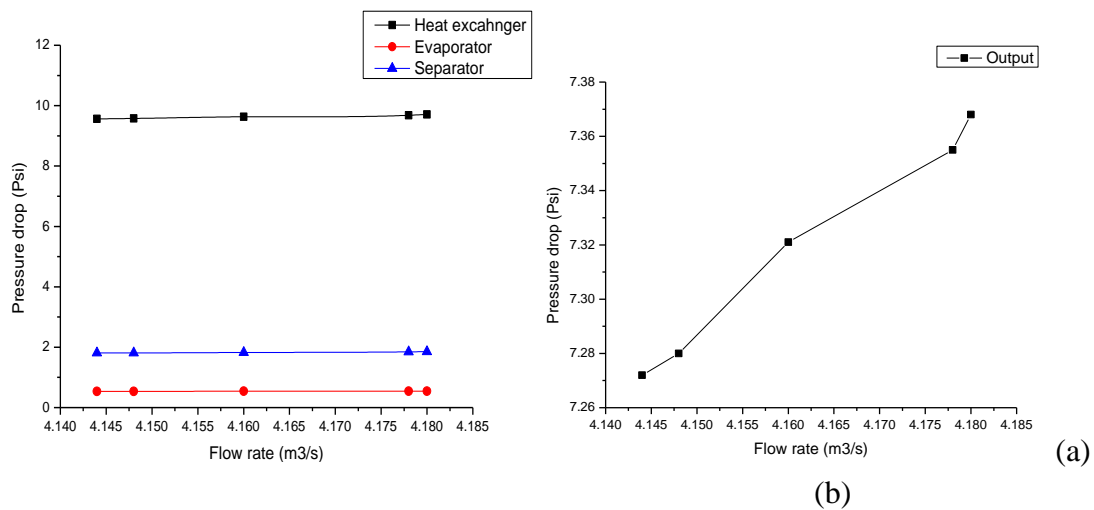 Heat excahnger
Evaporator
Separator
12
10
8
6
4
2
0
Pressure drop (Psi)
4.140 4.145 4.150 4.155 4.160 4.165 4.170 4.175 4.180 4.185
Flow rate (m3/s)
Output
7.38
7.36
7.34
7.32
7.30
7.28
7.26
Pressure drop (Psi)
4.140 4.145 4.150 4.155 4.160 4.165 4.170 4.175 4.180 4.185
Flow rate (m3/s)
(a)
(b)